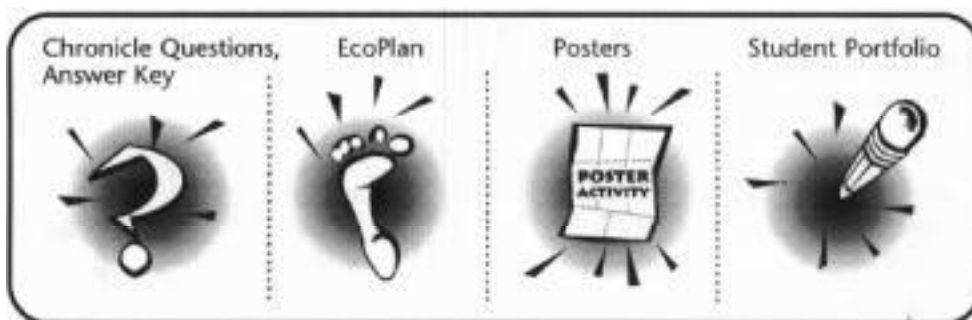 Chronicle Questions,
Answer Key
EcoPlan
Posters
Student Portfolio
POSTER
ACTIVITY